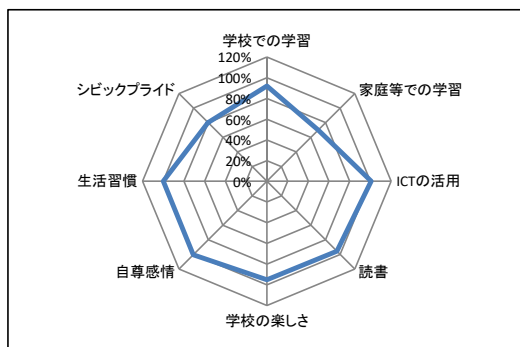 学校での学習
120%
100%
80%
60%
40%
20%
0%
家庭等での学習
ICTの活用
読書
学校の楽しさ
自尊感情
生活習慣
シビックプライド